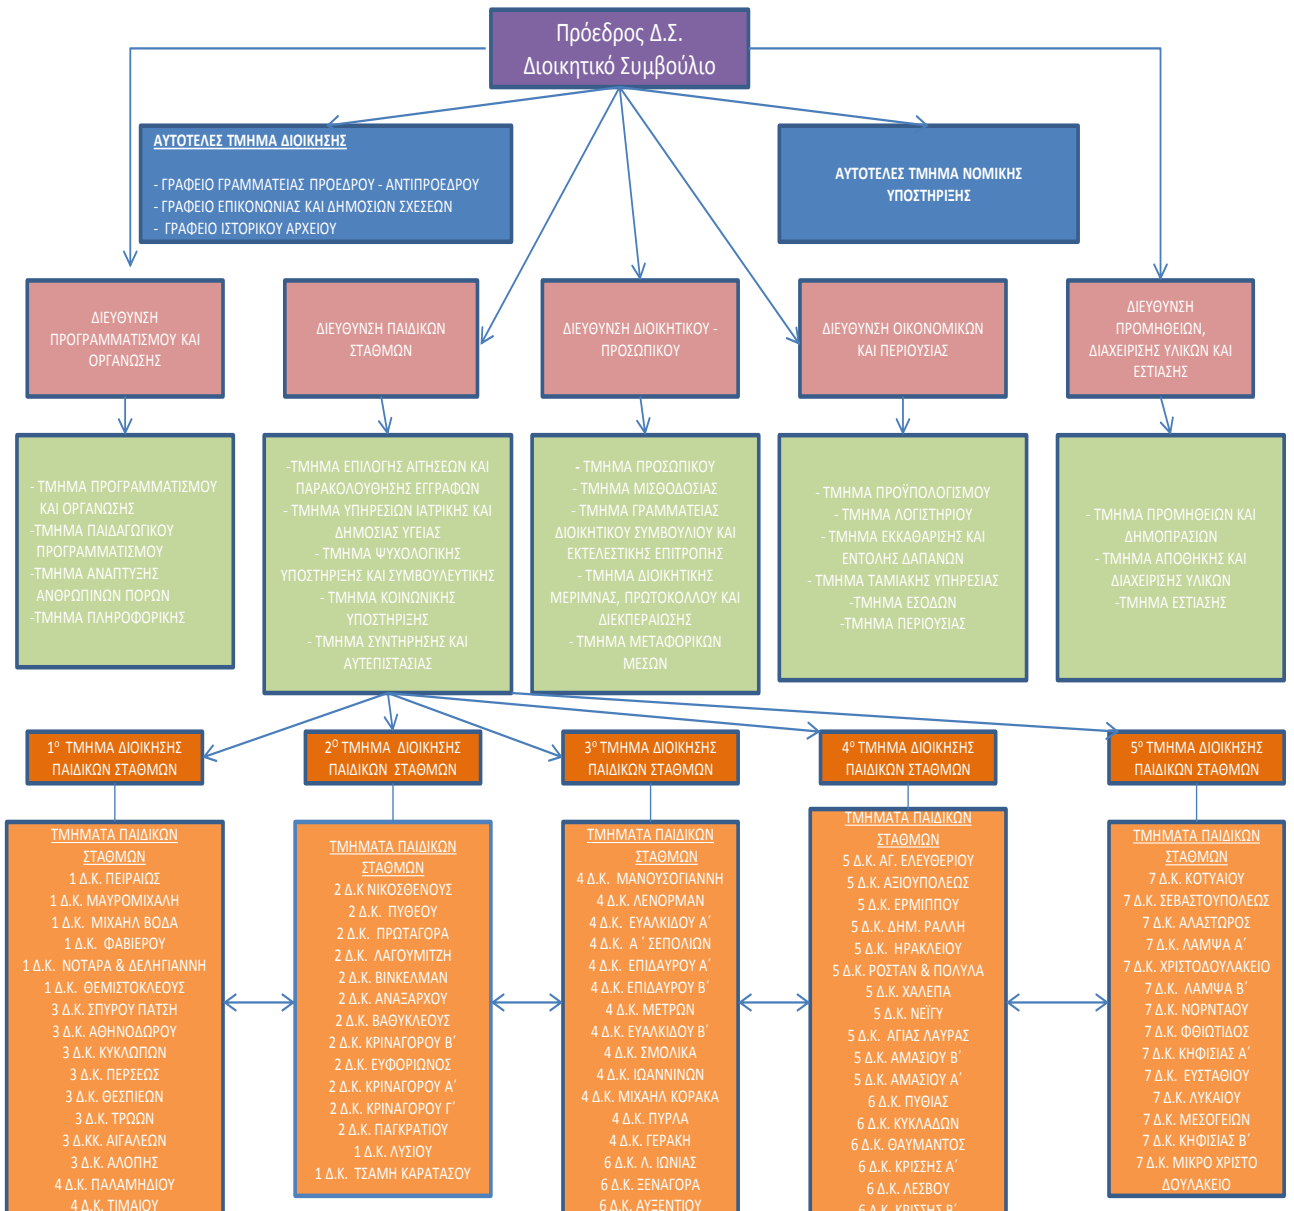 Πρόεδρος Δ.Σ.
Διοικητικό Συμβούλιο
ΑΥΤΟΤΕΛΕΣ ΤΜΗΜΑ ΔΙΟΙΚΗΣΗΣ
- ΓΡΑΦΕΙΟ ΓΡΑΜΜΑΤΕΙΑΣ ΠΡΟΕΔΡΟΥ - ΑΝΤΙΠΡΟΕΔΡΟΥ
- ΓΡΑΦΕΙΟ ΕΠΙΚΟΝΩΝΙΑΣ ΚΑΙ ΔΗΜΟΣΙΩΝ ΣΧΕΣΕΩΝ
- ΓΡΑΦΕΙΟ ΙΣΤΟΡΙΚΟΥ ΑΡΧΕΙΟΥ
ΑΥΤΟΤΕΛΕΣ ΤΜΗΜΑ ΝΟΜΙΚΗΣ
ΥΠΟΣΤΗΡΙΞΗΣ
ΔΙΕΥΘΥΝΣΗ
ΠΡΟΓΡΑΜΜΑΤΙΣΜΟΥ ΚΑΙ
ΟΡΓΑΝΩΣΗΣ
ΔΙΕΥΘΥΝΣΗ ΠΑΙΔΙΚΩΝ
ΣΤΑΘΜΩΝ
ΔΙΕΥΘΥΝΣΗ ΔΙΟΙΚΗΤΙΚΟΥ -
ΠΡΟΣΩΠΙΚΟΥ
ΔΙΕΥΘΥΝΣΗ ΟΙΚΟΝΟΜΙΚΩΝ
ΚΑΙ ΠΕΡΙΟΥΣΙΑΣ
ΔΙΕΥΘΥΝΣΗ
ΠΡΟΜΗΘΕΙΩΝ,
ΔΙΑΧΕΙΡΙΣΗΣ ΥΛΙΚΩΝ ΚΑΙ
ΕΣΤΙΑΣΗΣ
- ΤΜΗΜΑ ΠΡΟΓΡΑΜΜΑΤΙΣΜΟΥ
ΚΑΙ ΟΡΓΑΝΩΣΗΣ
-ΤΜΗΜΑ ΠΑΙΔΑΓΩΓΙΚΟΥ
ΠΡΟΓΡΑΜΜΑΤΙΣΜΟΥ
-ΤΜΗΜΑ ΑΝΑΠΤΥΞΗΣ
ΑΝΘΡΩΠΙΝΩΝ ΠΟΡΩΝ
-ΤΜΗΜΑ ΠΛΗΡΟΦΟΡΙΚΗΣ
-ΤΜΗΜΑ ΕΠΙΛΟΓΗΣ ΑΙΤΗΣΕΩΝ ΚΑΙ
ΠΑΡΑΚΟΛΟΥΘΗΣΗΣ ΕΓΓΡΑΦΩΝ
- ΤΜΗΜΑ ΥΠΗΡΕΣΙΩΝ ΙΑΤΡΙΚΗΣ ΚΑΙ
ΔΗΜΟΣΙΑΣ ΥΓΕΙΑΣ
- ΤΜΗΜΑ ΨΥΧΟΛΟΓΙΚΗΣ
ΥΠΟΣΤΗΡΙΞΗΣ ΚΑΙ ΣΥΜΒΟΥΛΕΥΤΙΚΗΣ
- ΤΜΗΜΑ ΚΟΙΝΩΝΙΚΗΣ
ΥΠΟΣΤΗΡΙΞΗΣ
- ΤΜΗΜΑ ΣΥΝΤΗΡΗΣΗΣ ΚΑΙ
ΑΥΤΕΠΙΣΤΑΣΙΑΣ
- ΤΜΗΜΑ ΠΡΟΣΩΠΙΚΟΥ
- ΤΜΗΜΑ ΜΙΣΘΟΔΟΣΙΑΣ
- ΤΜΗΜΑ ΓΡΑΜΜΑΤΕΙΑΣ
ΔΙΟΙΚΗΤΙΚΟΥ ΣΥΜΒΟΥΛΙΟΥ ΚΑΙ
ΕΚΤΕΛΕΣΤΙΚΗΣ ΕΠΙΤΡΟΠΗΣ
- ΤΜΗΜΑ ΔΙΟΙΚΗΤΙΚΗΣ
ΜΕΡΙΜΝΑΣ, ΠΡΩΤΟΚΟΛΛΟΥ ΚΑΙ
ΔΙΕΚΠΕΡΑΙΩΣΗΣ
- ΤΜΗΜΑ ΜΕΤΑΦΟΡΙΚΩΝ
ΜΕΣΩΝ
- ΤΜΗΜΑ ΠΡΟΫΠΟΛΟΓΙΣΜΟΥ
- ΤΜΗΜΑ ΛΟΓΙΣΤΗΡΙΟΥ
- ΤΜΗΜΑ ΕΚΚΑΘΑΡΙΣΗΣ ΚΑΙ
ΕΝΤΟΛΗΣ ΔΑΠΑΝΩΝ
- ΤΜΗΜΑ ΤΑΜΙΑΚΗΣ ΥΠΗΡΕΣΙΑΣ
-ΤΜΗΜΑ ΕΣΟΔΩΝ
-ΤΜΗΜΑ ΠΕΡΙΟΥΣΙΑΣ
- ΤΜΗΜΑ ΠΡΟΜΗΘΕΙΩΝ ΚΑΙ
ΔΗΜΟΠΡΑΣΙΩΝ
- ΤΜΗΜΑ ΑΠΟΘΗΚΗΣ ΚΑΙ
ΔΙΑΧΕΙΡΙΣΗΣ ΥΛΙΚΩΝ
-ΤΜΗΜΑ ΕΣΤΙΑΣΗΣ
1ο ΤΜΗΜΑ ΔΙΟΙΚΗΣΗΣ
ΠΑΙΔΙΚΩΝ ΣΤΑΘΜΩΝ
2Ο ΤΜΗΜΑ ΔΙΟΙΚΗΣΗΣ
ΠΑΙΔΙΚΩΝ ΣΤΑΘΜΩΝ
3ο ΤΜΗΜΑ ΔΙΟΙΚΗΣΗΣ
ΠΑΙΔΙΚΩΝ ΣΤΑΘΜΩΝ
4ο ΤΜΗΜΑ ΔΙΟΙΚΗΣΗΣ
ΠΑΙΔΙΚΩΝ ΣΤΑΘΜΩΝ
5ο ΤΜΗΜΑ ΔΙΟΙΚΗΣΗΣ
ΠΑΙΔΙΚΩΝ ΣΤΑΘΜΩΝ
ΤΜΗΜΑΤΑ ΠΑΙΔΙΚΩΝ
ΣΤΑΘΜΩΝ
1 Δ.Κ. ΠΕΙΡΑΙΩΣ
1 Δ.Κ. ΜΑΥΡΟΜΙΧΑΛΗ
1 Δ.Κ. ΜΙΧΑΗΛ ΒΟΔΑ
1 Δ.Κ. ΦΑΒΙΕΡΟΥ
1 Δ.Κ. ΝΟΤΑΡΑ & ΔΕΛΗΓΙΑΝΝΗ
1 Δ.Κ. ΘΕΜΙΣΤΟΚΛΕΟΥΣ
3 Δ.Κ. ΣΠΥΡΟΥ ΠΑΤΣΗ
3 Δ.Κ. ΑΘΗΝΟΔΩΡΟΥ
3 Δ.Κ. ΚΥΚΛΩΠΩΝ
3 Δ.Κ. ΠΕΡΣΕΩΣ
3 Δ.Κ. ΘΕΣΠΙΕΩΝ
3 Δ.Κ. ΤΡΩΩΝ
3 Δ.ΚΚ. ΑΙΓΑΛΕΩΝ
3 Δ.Κ. ΑΛΟΠΗΣ
4 Δ.Κ. ΠΑΛΑΜΗΔΙΟΥ
4 Δ.Κ. ΤΙΜΑΙΟΥ
ΤΜΗΜΑΤΑ ΠΑΙΔΙΚΩΝ
ΣΤΑΘΜΩΝ
2 Δ.Κ ΝΙΚΟΣΘΕΝΟΥΣ
2 Δ.Κ. ΠΥΘΕΟΥ
2 Δ.Κ. ΠΡΩΤΑΓΟΡΑ
2 Δ.Κ. ΛΑΓΟΥΜΙΤΖΗ
2 Δ.Κ. ΒΙΝΚΕΛΜΑΝ
2 Δ.Κ. ΑΝΑΞΑΡΧΟΥ
2 Δ.Κ. ΒΑΘΥΚΛΕΟΥΣ
2 Δ.Κ. ΚΡΙΝΑΓΟΡΟΥ Β΄
2 Δ.Κ. ΕΥΦΟΡΙΩΝΟΣ
2 Δ.Κ. ΚΡΙΝΑΓΟΡΟΥ Α΄
2 Δ.Κ. ΚΡΙΝΑΓΟΡΟΥ Γ΄
2 Δ.Κ. ΠΑΓΚΡΑΤΙΟΥ
1 Δ.Κ. ΛΥΣΙΟΥ
1 Δ.Κ. ΤΣΑΜΗ ΚΑΡΑΤΑΣΟΥ
ΤΜΗΜΑΤΑ ΠΑΙΔΙΚΩΝ
ΣΤΑΘΜΩΝ
4 Δ.Κ. ΜΑΝΟΥΣΟΓΙΑΝΝΗ
4 Δ.Κ. ΛΕΝΟΡΜΑΝ
4 Δ.Κ. ΕΥΑΛΚΙΔΟΥ Α΄
4 Δ.Κ. Α ΄ ΣΕΠΟΛΙΩΝ
4 Δ.Κ. ΕΠΙΔΑΥΡΟΥ Α΄
4 Δ.Κ. ΕΠΙΔΑΥΡΟΥ Β΄
4 Δ.Κ. ΜΕΤΡΩΝ
4 Δ.Κ. ΕΥΑΛΚΙΔΟΥ Β΄
4 Δ.Κ. ΣΜΟΛΙΚΑ
4 Δ.Κ. ΙΩΑΝΝΙΝΩΝ
4 Δ.Κ. ΜΙΧΑΗΛ ΚΟΡΑΚΑ
4 Δ.Κ. ΠΥΡΛΑ
4 Δ.Κ. ΓΕΡΑΚΗ
6 Δ.Κ. Λ. ΙΩΝΙΑΣ
6 Δ.Κ. ΞΕΝΑΓΟΡΑ
6 Δ.Κ. ΑΥΞΕΝΤΙΟΥ
ΤΜΗΜΑΤΑ ΠΑΙΔΙΚΩΝ
ΣΤΑΘΜΩΝ
5 Δ.Κ. ΑΓ. ΕΛΕΥΘΕΡΙΟΥ
5 Δ.Κ. ΑΞΙΟΥΠΟΛΕΩΣ
5 Δ.Κ. ΕΡΜΙΠΠΟΥ
5 Δ.Κ. ΔΗΜ. ΡΑΛΛΗ
5 Δ.Κ. ΗΡΑΚΛΕΙΟΥ
5 Δ.Κ. ΡΟΣΤΑΝ & ΠΟΛΥΛΑ
5 Δ.Κ. ΧΑΛΕΠΑ
5 Δ.Κ. ΝΕΪΓΥ
5 Δ.Κ. ΑΓΙΑΣ ΛΑΥΡΑΣ
5 Δ.Κ. ΑΜΑΣΙΟΥ Β΄
5 Δ.Κ. ΑΜΑΣΙΟΥ Α΄
6 Δ.Κ. ΠΥΘΙΑΣ
6 Δ.Κ. ΚΥΚΛΑΔΩΝ
6 Δ.Κ. ΘΑΥΜΑΝΤΟΣ
6 Δ.Κ. ΚΡΙΣΣΗΣ Α΄
6 Δ.Κ. ΛΕΣΒΟΥ
6 Δ.Κ. ΚΡΙΣΣΗΣ Β΄
ΤΜΗΜΑΤΑ ΠΑΙΔΙΚΩΝ
ΣΤΑΘΜΩΝ
7 Δ.Κ. ΚΟΤΥΑΙΟΥ
7 Δ.Κ. ΣΕΒΑΣΤΟΥΠΟΛΕΩΣ
7 Δ.Κ. ΑΛΑΣΤΩΡΟΣ
7 Δ.Κ. ΛΑΜΨΑ Α΄
7 Δ.Κ. ΧΡΙΣΤΟΔΟΥΛΑΚΕΙΟ
7 Δ.Κ. ΛΑΜΨΑ Β΄
7 Δ.Κ. ΝΟΡΝΤΑΟΥ
7 Δ.Κ. ΦΘΙΩΤΙΔΟΣ
7 Δ.Κ. ΚΗΦΙΣΙΑΣ Α΄
7 Δ.Κ. ΕΥΣΤΑΘΙΟΥ
7 Δ.Κ. ΛΥΚΑΙΟΥ
7 Δ.Κ. ΜΕΣΟΓΕΙΩΝ
7 Δ.Κ. ΚΗΦΙΣΙΑΣ Β΄
7 Δ.Κ. ΜΙΚΡΟ ΧΡΙΣΤΟ
ΔΟΥΛΑΚΕΙΟ